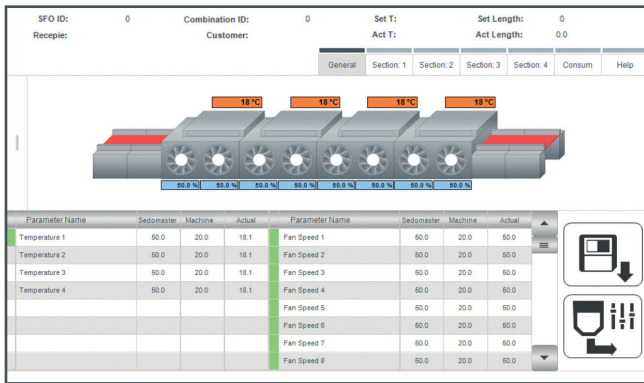 SFO ID: 0 Combination ID: 0 Set T: Set Length: 0
Recepie: Customer: Act T: Act Length: 0.0
General Section: 1 Section: 2 Section: 3 Section: 4 Consum Help
18 °C 18 °C 18 °C 18 °C
50.0 % 50.0 % 50.0 % 50.0 % 50.0 % 50.0 % 50.0 % 50.0 %
Parameter Name Sedomaster Machine Actual Parameter Name Sedomaster Machine Actual
Temperature 1 60.0 20.0 18.1 Fan Speed 1 50.0 20.0 50.0
Temperature 2 60.0 20.0 18.1 Fan Speed 2 50.0 20.0 50.0
Temperature 3 60.0 20.0 18.1 Fan Speed 3 50.0 20.0 50.0
Temperature 4 60.0 20.0 18.1 Fan Speed 4 50.0 20.0 50.0
Fan Speed 5 50.0 20.0 50.0
Fan Speed 6 50.0 20.0 50.0
Fan Speed 7 50.0 20.0 50.0
Fan Speed 8 50.0 20.0 50.0